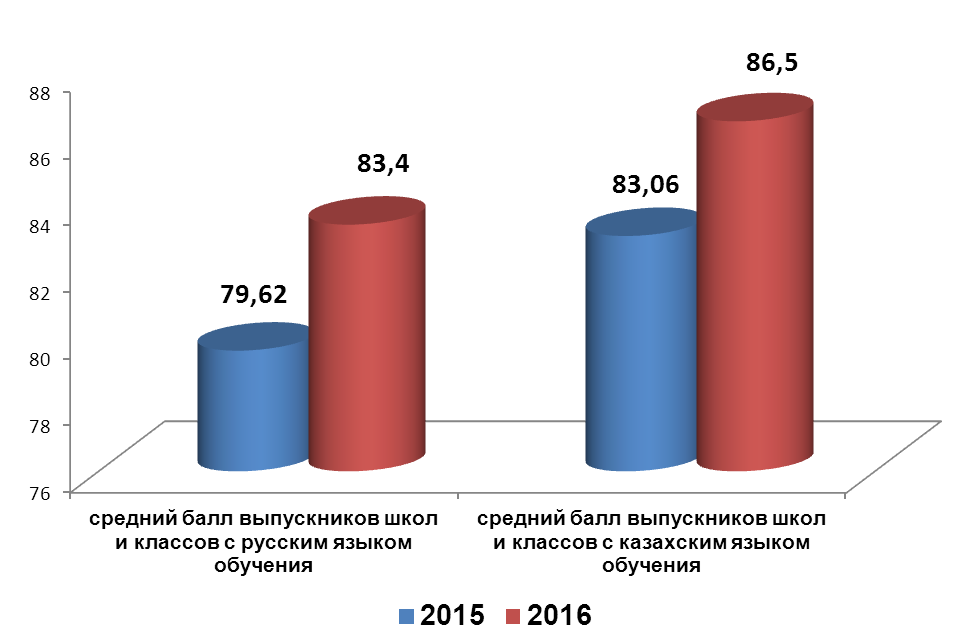 86,5
83,4
83,06
79,62
88
86
84
82
80
78
76
средний балл выпускников школ
и классов с русским языком
обучения
средний балл выпускников школ
и классов с казахским языком
обучения
2015
2016